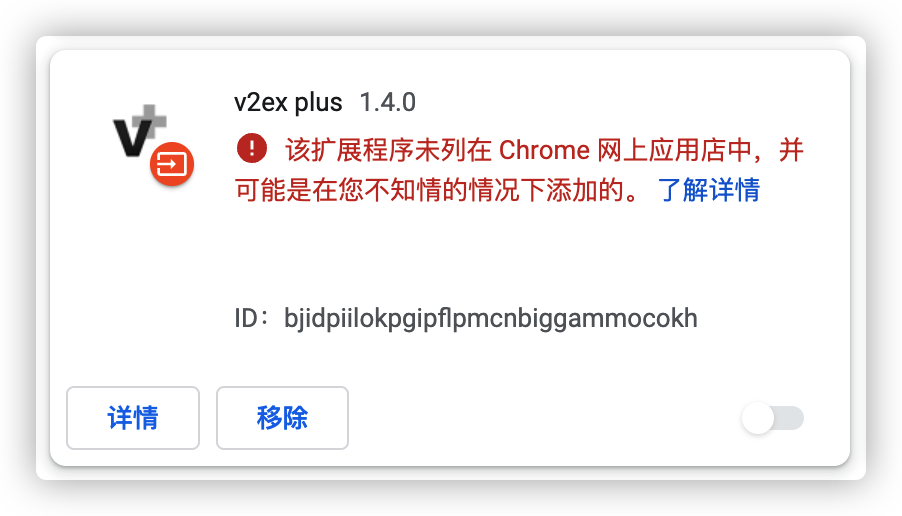 v2ex plus 1.4.0
该扩展程序未列在 Chrome 网上应用店中，并
可能是在您不知情的情况下添加的。 了解详情
ID： bjidpiilokpgipflpmcnbiggammocokh
详情 移除